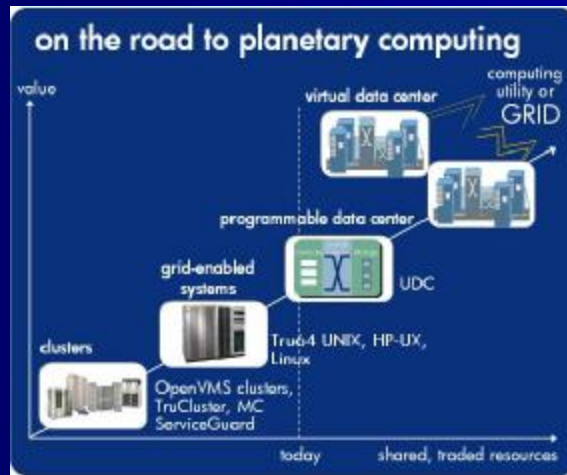 on the road to planetary computing
value
computing
utility or
GRID
virtual data center
programmable data center
UDC
grid-enabled
systems
Tru64 UNIX, HP-UX,
Linux
clusters
OpenVMS clusters,
TruCluster, MC
ServiceGuard
today
shared, traded resources